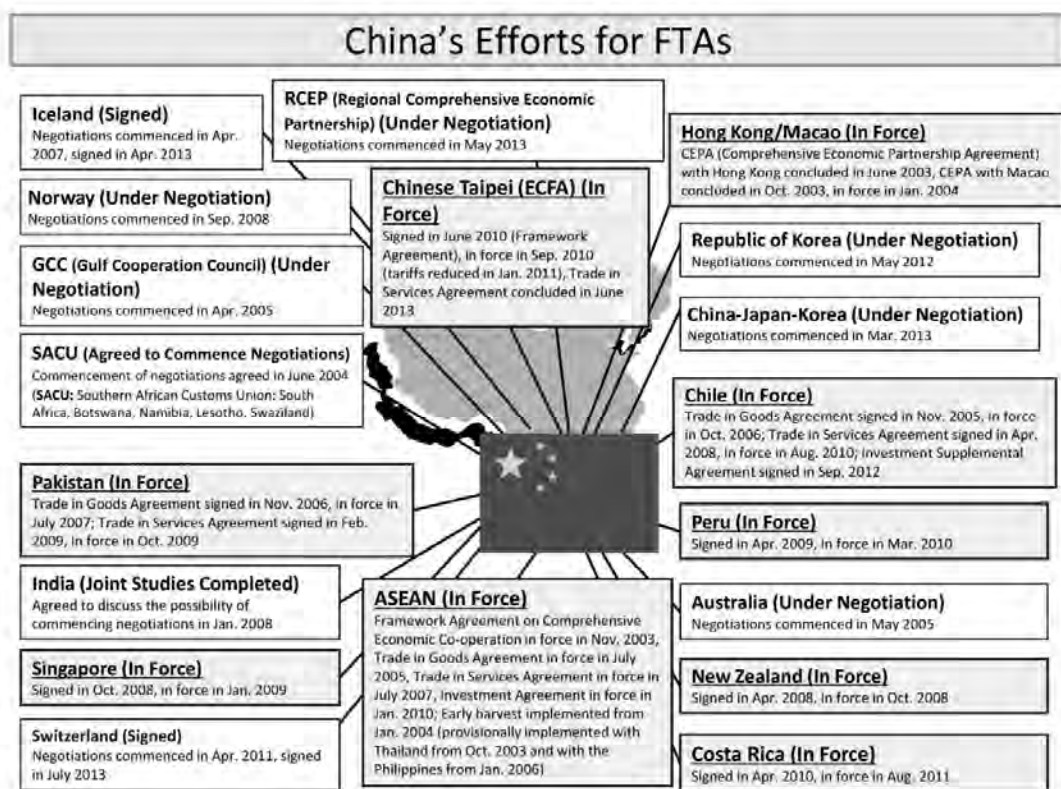 China's Efforts for FTAs
Iceland (Signed)
Negotiations commenced in Apr.
2007, signed in Apr. 2013
RCEP (Regional Comprehensive Economic
Partnership) (Under Negotiation)
Negotiations commenced in May 2013
Hong Kong/Macao (In Force)
CEPA (Comprehensive Economic Partnership Agreement)
with Hong Kong concluded in June 2003, CEPA with Macao
concluded in Oct. 2003, in force in Jan. 2004
Norway (Under Negotiation)
Negotiations commenced in Sep. 2008
Chinese Taipei (ECFA) (In
Force)
Signed in June 2010 (Framework
Agreement), in force in Sep. 2010
(tariffs reduced in Jan. 2011), Trade in
Services Agreement concluded in June
2013
Republic of Korea (Under Negotiation)
Negotiations commenced in May 2012
GCC (Gulf Cooperation Council) (Under
Negotiation)
Negotiations commenced in Apr. 2005
China-Japan-Korea (Under Negotiation)
Negotiations commenced in Mar. 2013
SACU (Agreed to Commence Negotiations)
Commencement of negotiations agreed in June 2004
(SACU: Southern African Customs Union: South
Africa, Botswana, Namibia, Lesotho, Swaziland)
Chile (In Force)
Trade in Goods Agreement signed in Nov. 2005, in force
in Oct. 2006; Trade in Services Agreement signed in Apr.
2008, in force in Aug. 2010; Investment Supplemental
Agreement signed in Sep. 2012
Pakistan (In Force)
Trade in Goods Agreement signed in Nov. 2006, in force in
July 2007; Trade in Services Agreement signed in Feb.
2009, in force in Oct. 2009
Peru (In Force)
Signed in Apr. 2009, in force in Mar. 2010
India (Joint Studies Completed)
Agreed to discuss the possibility of
commencing negotiations in Jan. 2008
ASEAN (In Force)
Framework Agreement on Comprehensive
Economic Co-operation in force in Nov. 2003,
Trade in Goods Agreement in force in July
2005, Trade in Services Agreement in force in
July 2007, Investment Agreement in force in
Jan. 2010; Early harvest implemented from
Jan. 2004 (provisionally implemented with
Thailand from Oct. 2003 and with the
Philippines from Jan. 2006)
Australia (Under Negotiation)
Negotiations commenced in May 2005
Singapore (In Force)
Signed in Oct. 2008, in force in Jan. 2009
New Zealand (In Force)
Signed in Apr. 2008, in force in Oct. 2008
Switzerland (Signed)
Negotiations commenced in Apr. 2011, signed
in July 2013
Costa Rica (In Force)
Signed in Apr. 2010, in force in Aug. 2011